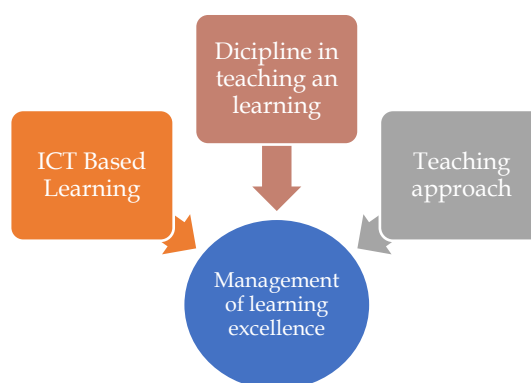 Dicipline in
teaching an
learning
ICT Based
Learning
Teaching
approach
Management
of learning
excellence